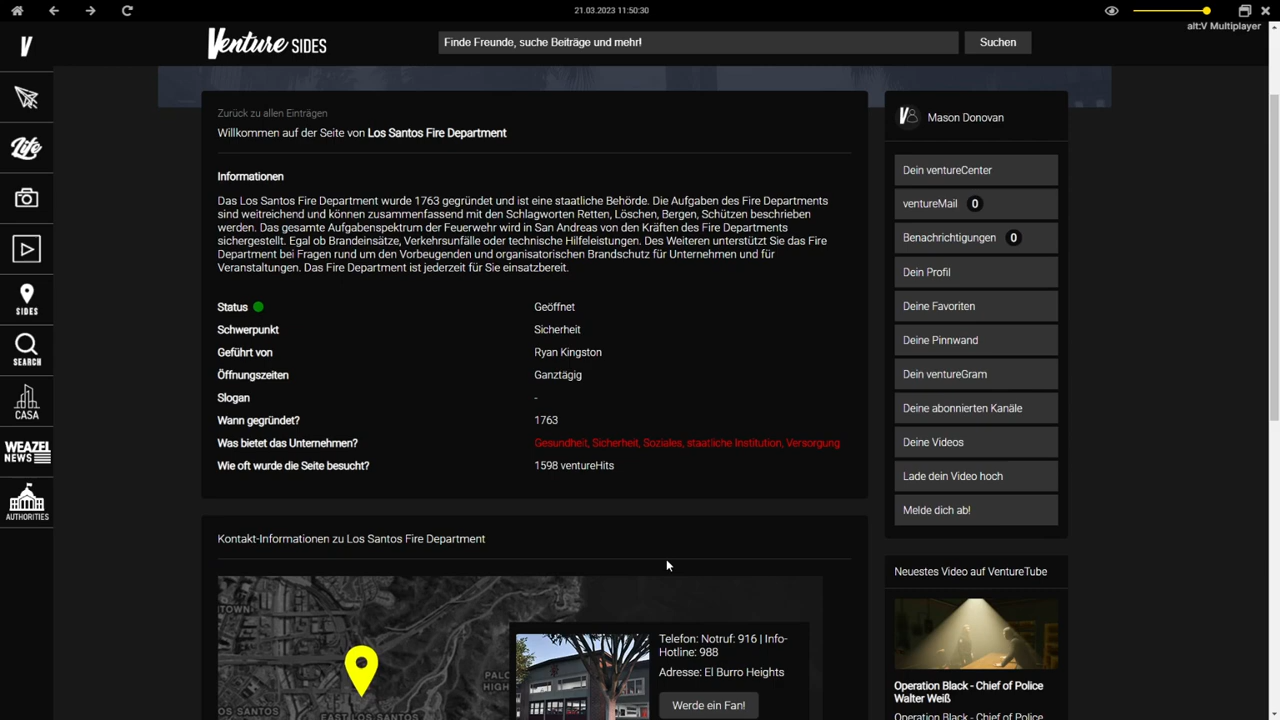 21.03.2023 11:50:30
alt:V Multiplayer
V
Venture SIDES
Finde Freunde, suche Beiträge und mehr!
Suchen
Life
SIDES
SEARCH
CASA
WEAZEL
NEWS
AUTHORITIES
Zurück zu allen Einträgen
Willkommen auf der Seite von Los Santos Fire Department
Informationen
Das Los Santos Fire Department wurde 1763 gegründet und ist eine staatliche Behörde. Die Aufgaben des Fire Departments
sind weitreichend und können zusammenfassend mit den Schlagworten Retten, Löschen, Bergen, Schützen beschrieben
werden. Das gesamte Aufgabenspektrum der Feuerwehr wird in San Andreas von den Kräften des Fire Departments
sichergestellt. Egal ob Brandeinsätze, Verkehrsunfälle oder technische Hilfeleistungen. Des Weiteren unterstützt Sie das Fire
Department bei Fragen rund um den Vorbeugenden und organisatorischen Brandschutz für Unternehmen und für
Veranstaltungen. Das Fire Department ist jederzeit für Sie einsatzbereit.
Status Geöffnet
Schwerpunkt Sicherheit
Geführt von Ryan Kingston
Öffnungszeiten Ganztägig
Slogan -
Wann gegründet? 1763
Was bietet das Unternehmen? Gesundheit, Sicherheit, Soziales, staatliche Institution, Versorgung
Wie oft wurde die Seite besucht? 1598 ventureHits
Kontakt-Informationen zu Los Santos Fire Department
NTOWN
PALO
HIGH
LOS SANTOS
EAST LOS SANTOS
Telefon: Notruf: 916 | Info-
Hotline: 988
Adresse: El Burro Heights
Werde ein Fan!
Mason Donovan
Dein ventureCenter
ventureMail 0
Benachrichtigungen 0
Dein Profil
Deine Favoriten
Deine Pinnwand
Dein ventureGram
Deine abonnierten Kanäle
Deine Videos
Lade dein Video hoch
Melde dich ab!
Neuestes Video auf VentureTube
Operation Black - Chief of Police
Walter Weiß
Operation Black - Chief of Police